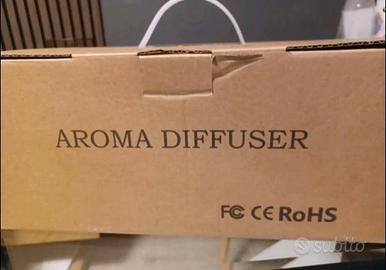 AROMA DIFFUSER
FC CE RoHS
subito